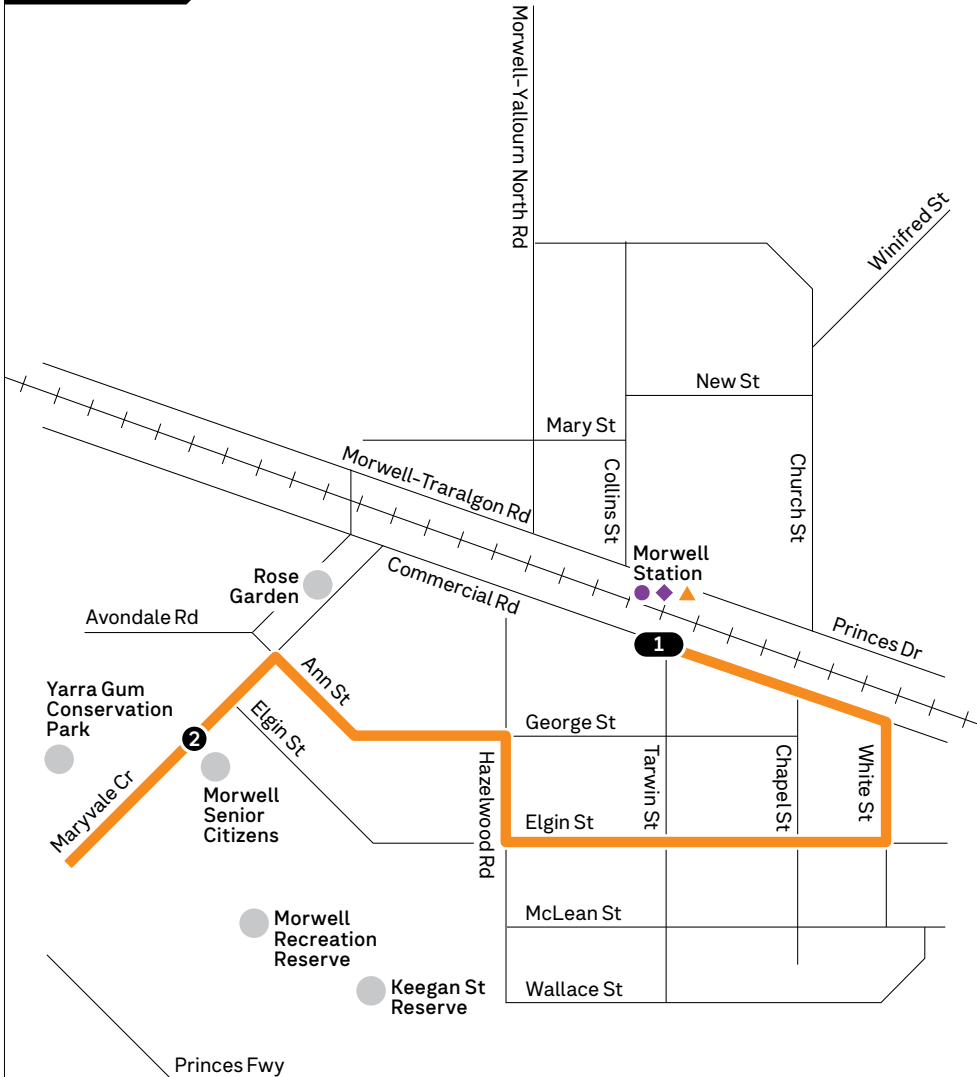 Morwell-Yallourn North Rd
Winifred St
New St
Mary St
Morwell-Traralgon Rd
Collins St
Church St
Morwell
Station
Rose
Garden
Commercial Rd
Avondale Rd
1
Princes Dr
Ann St
Yarra Gum
Conservation
Park
Elgin St
George St
2
Hazelwood Rd
Tarwin St
Chapel St
White St
Maryvale Cr
Morwell
Senior
Citizens
Elgin St
McLean St
Morwell
Recreation
Reserve
Keegan St
Reserve
Wallace St
Princes Fwy